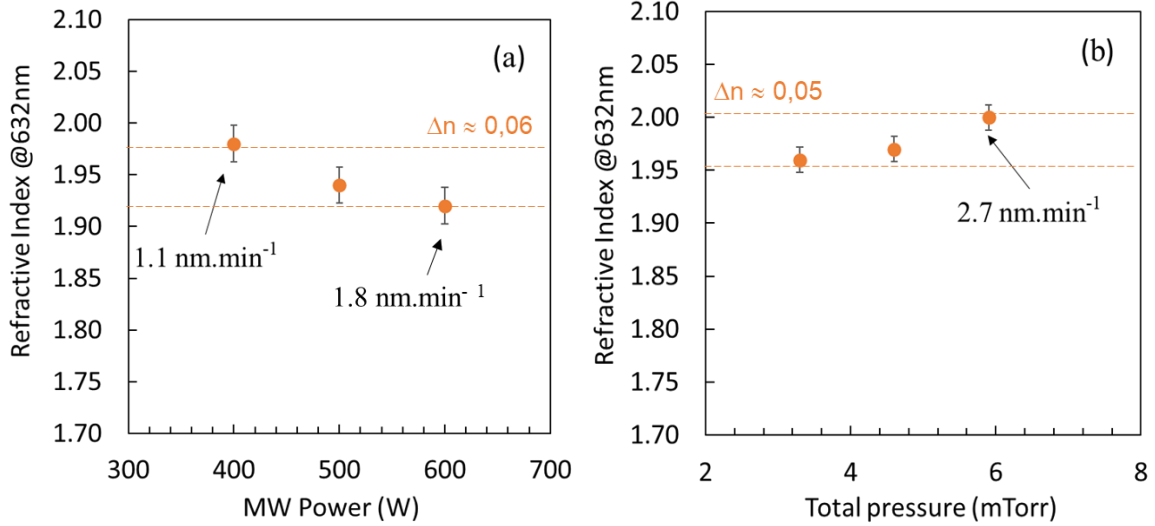 2.10
(a)
2.05
Δn ≈ 0,06
2.00
1.95
1.90
1.1 nm.min-1
1.85
1.8 nm.min- 1
1.80
1.75
1.70
300 400 500 600 700
MW Power (W)
Refractive Index @632nm
2.10
(b)
2.05
Δn ≈ 0,05
2.00
1.95
2.7 nm.min-1
1.90
1.85
1.80
1.75
1.70
2 4 6 8
Total pressure (mTorr)
Refractive Index @632nm